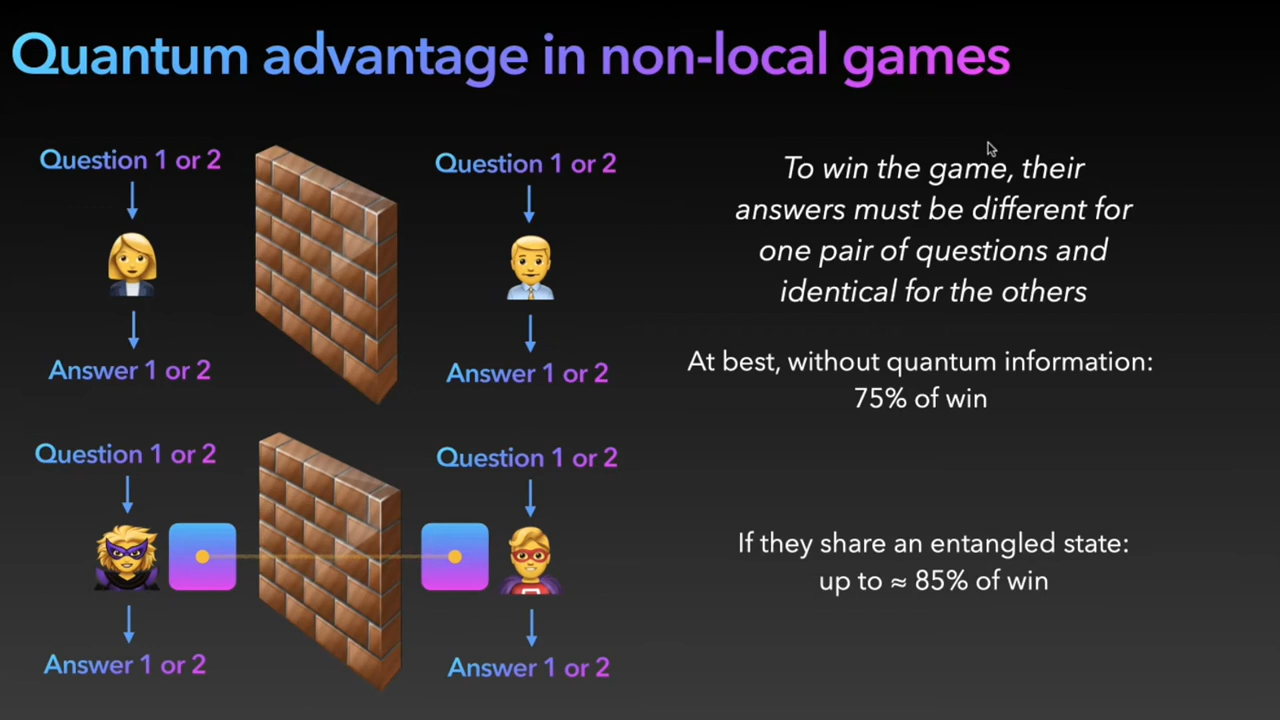 Quantum advantage in non-local games
Question 1 or 2
Question 1 or 2
Answer 1 or 2
Answer 1 or 2
To win the game, their
answers must be different for
one pair of questions and
identical for the others
At best, without quantum information:
75% of win
Question 1 or 2
Question 1 or 2
Answer 1 or 2
Answer 1 or 2
If they share an entangled state:
up to ≈ 85% of win